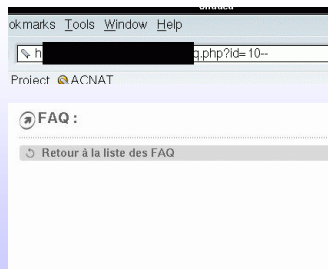 okmarks Tools Window Help
h q.php?id=10--
Project ACNAT
FAQ :
Retour à la liste des FAQ